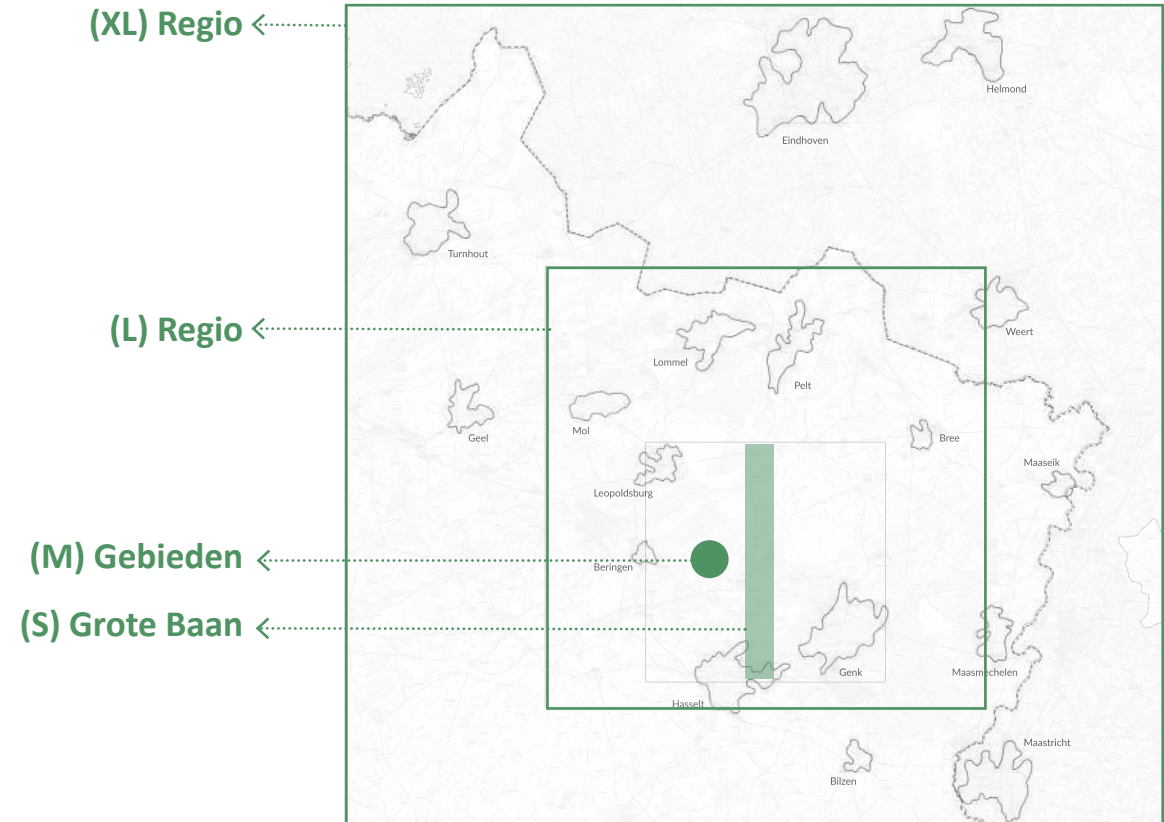 (XL) Regio
Helmond
Eindhoven
Turnhout
(L) Regio
Weert
Lommel
Pelt
Mol
Geel
Bree
Maaseik
Leopoldsburg
(M) Gebieden
Beringen
(S) Grote Baan
Genk
Maasmechelen
Hasselt
Maastricht
Bilzen